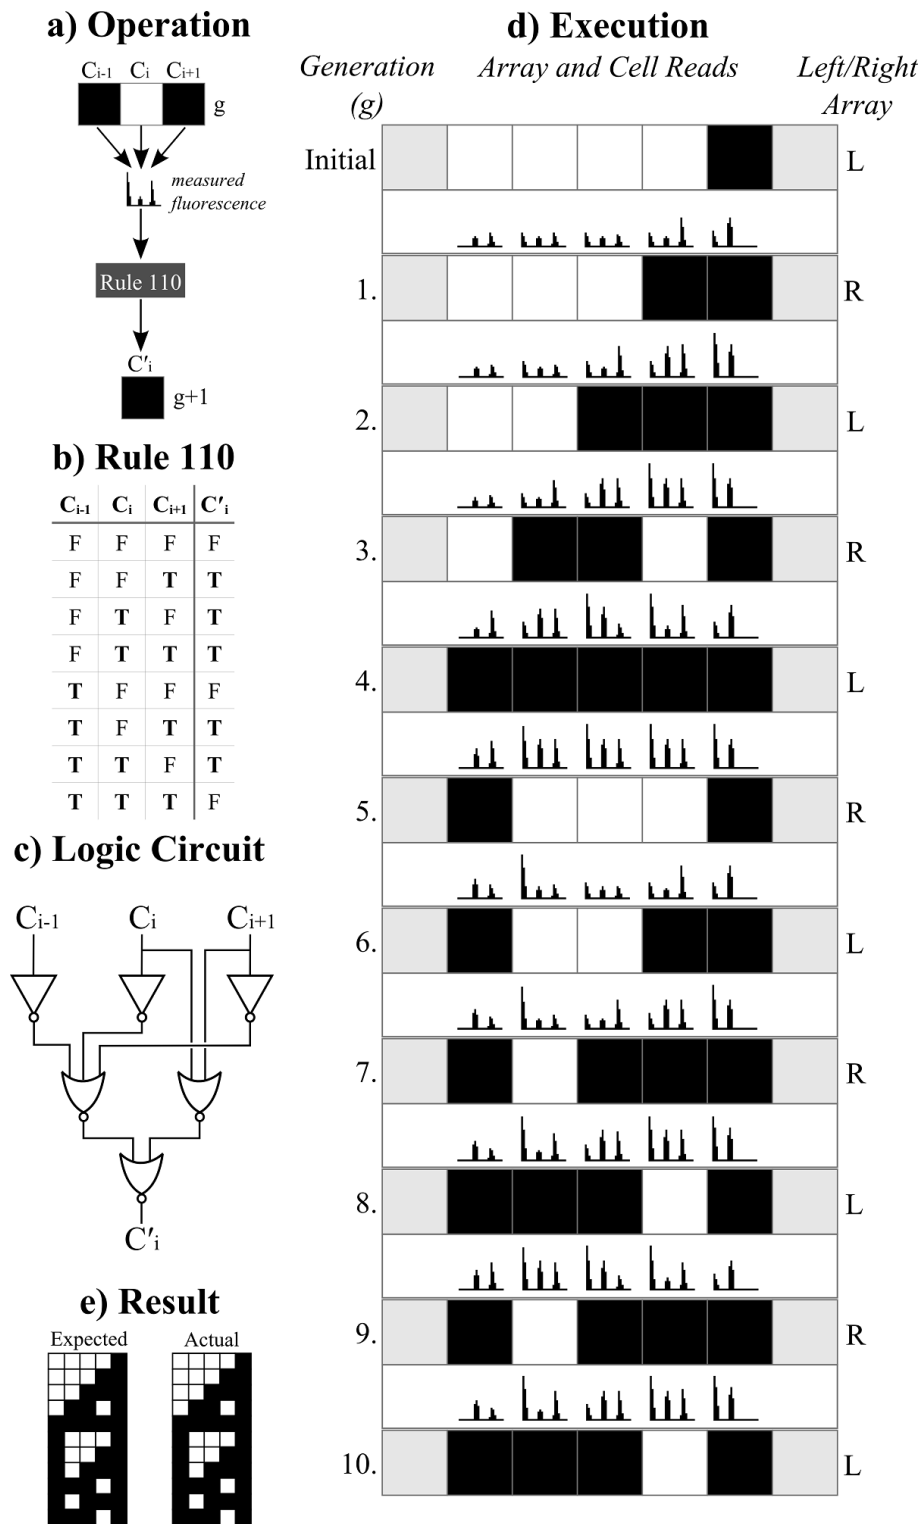 a) Operation
Cᵢ₋₁ Cᵢ Cᵢ₊₁
g
measured
fluorescence
Rule 110
C′ᵢ
g+1
b) Rule 110
Cᵢ₋₁ Cᵢ Cᵢ₊₁ C′ᵢ
F F F F
F F T T
F T F T
F T T T
T F F F
T F T T
T T F T
T T T F
c) Logic Circuit
Cᵢ₋₁ Cᵢ Cᵢ₊₁
C′ᵢ
e) Result
Expected Actual
d) Execution
Generation Array and Cell Reads Left/Right
(g) Array
Initial L
1. R
2. L
3. R
4. L
5. R
6. L
7. R
8. L
9. R
10. L